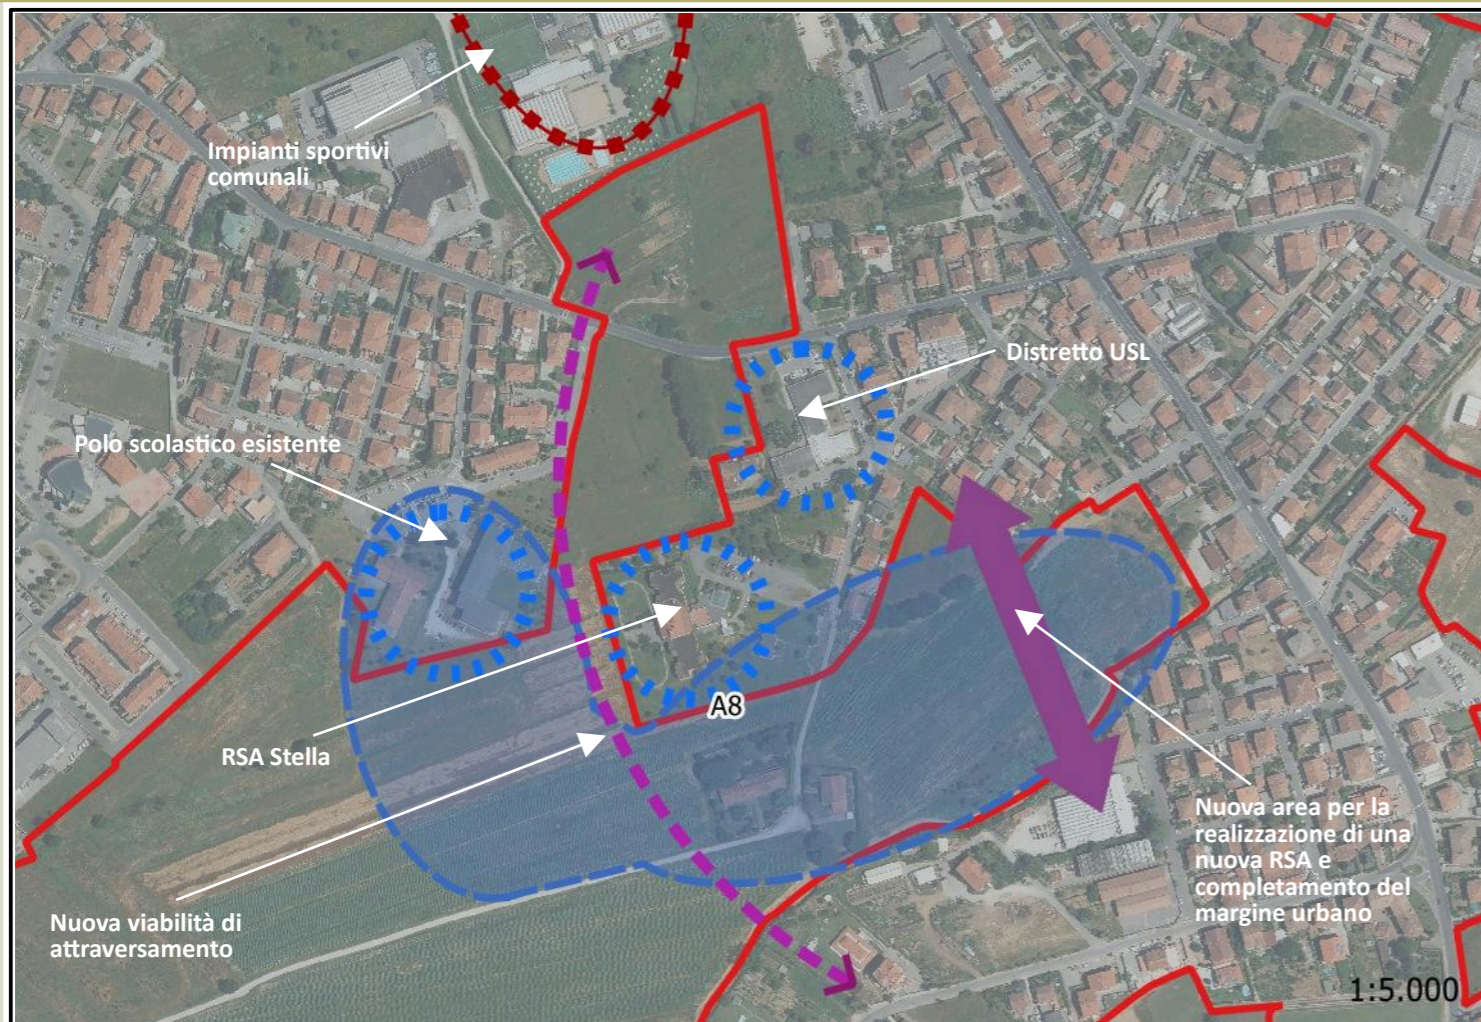 Impianti sportivi
comunali
Distretto USL
Polo scolastico esistente
A8
RSA Stella
Nuova area per la
realizzazione di una
nuova RSA e
completamento del
margine urbano
Nuova viabilità di
attraversamento
1:5.000